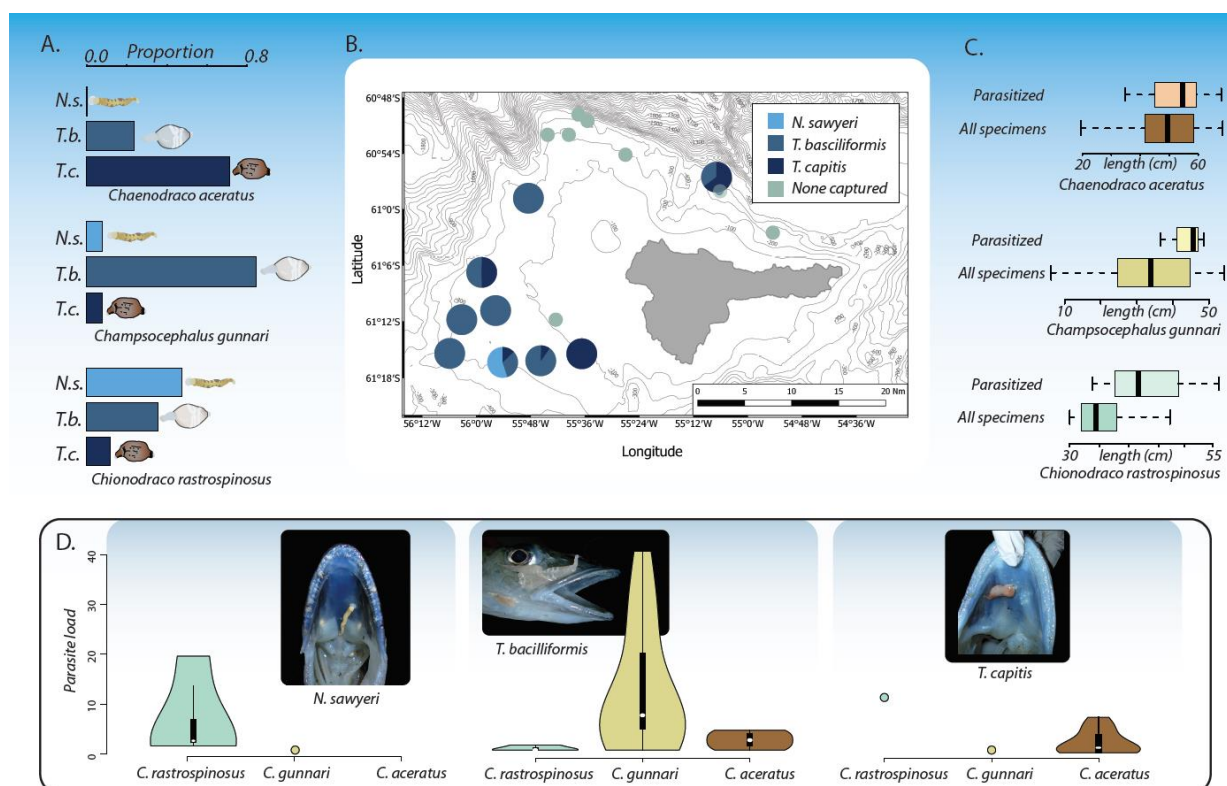 A.
0.0 Proportion 0.8
N.s.
T.b.
T.c.
Chaenodraco aceratus
N.s.
T.b.
T.c.
Champsocephalus gunnari
N.s.
T.b.
T.c.
Chionodraco rastrospinosus
B.
60°48'S
60°54'S
61°0'S
61°6'S
61°12'S
61°18'S
Latitude
N. sawyeri
T. basciliformis
T. capitis
None captured
0 5 10 15 20 Nm
56°12'W 56°0'W 55°48'W 55°36'W 55°24'W 55°12'W 55°0'W 54°48'W 54°36'W
Longitude
C.
Parasitized
All specimens
20 length (cm) 60
Chaenodraco aceratus
Parasitized
All specimens
10 length (cm) 50
Champsocephalus gunnari
Parasitized
All specimens
30 length (cm) 55
Chionodraco rastrospinosus
D.
Parasite load
40
30
20
10
0
N. sawyeri
T. bacilliformis
T. capitis
C. rastrospinosus C. gunnari C. aceratus
C. rastrospinosus C. gunnari C. aceratus
C. rastrospinosus C. gunnari C. aceratus